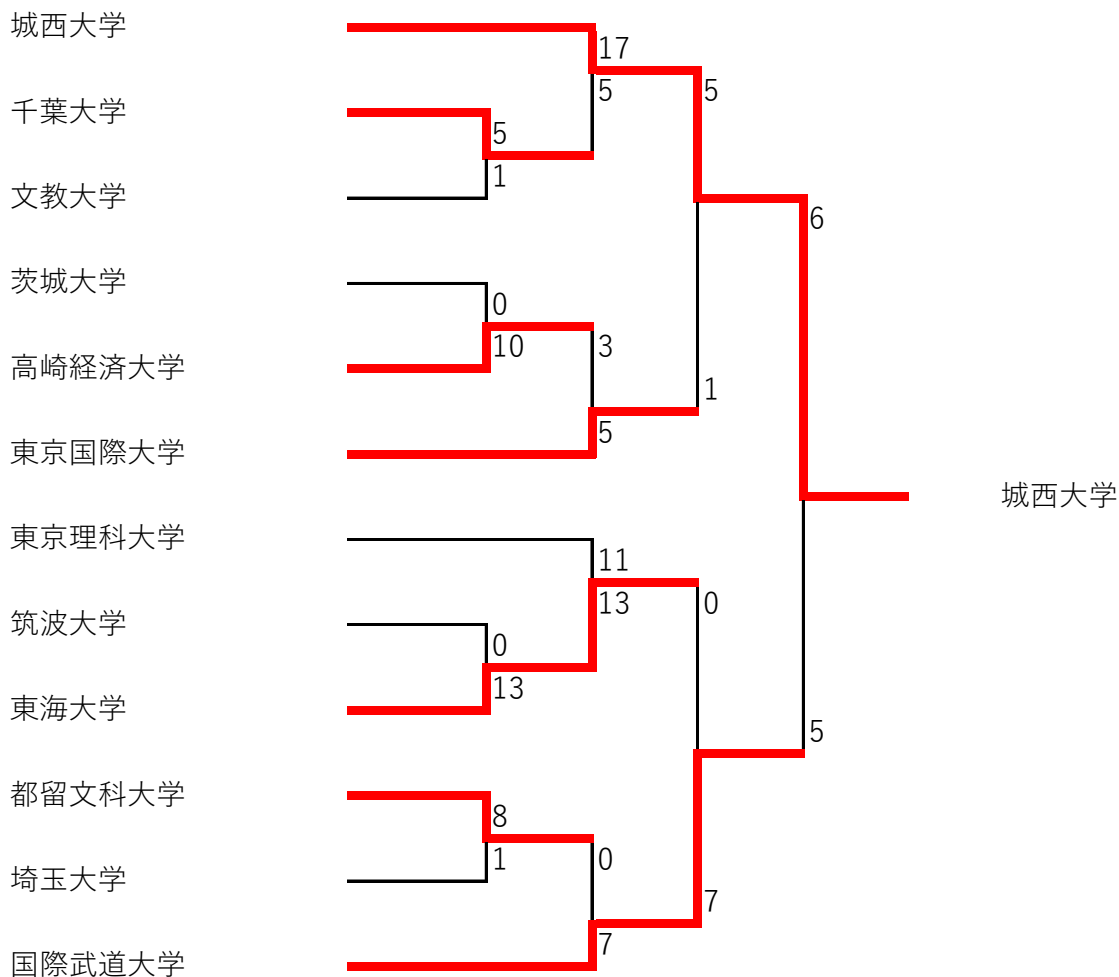 城西大学
17
5
5
千葉大学
5
1
文教大学
6
茨城大学
0
10
3
高崎経済大学
1
5
東京国際大学
城西大学
東京理科大学
11
13
0
筑波大学
0
13
東海大学
5
都留文科大学
8
1
0
埼玉大学
7
7
国際武道大学